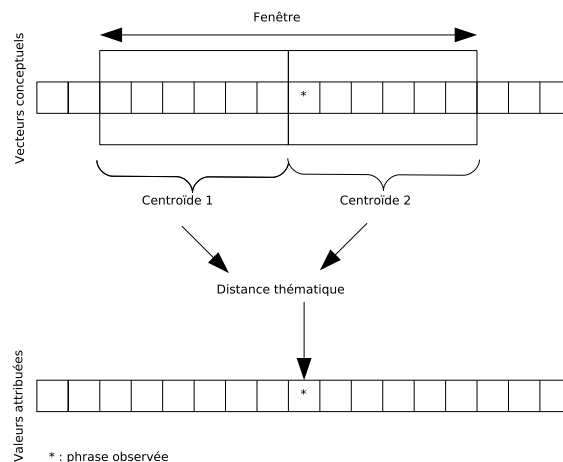 Fenêtre
Vecteurs conceptuels
*
Centroïde 1
Centroïde 2
Distance thématique
Valeurs attribuées
*
* : phrase observée